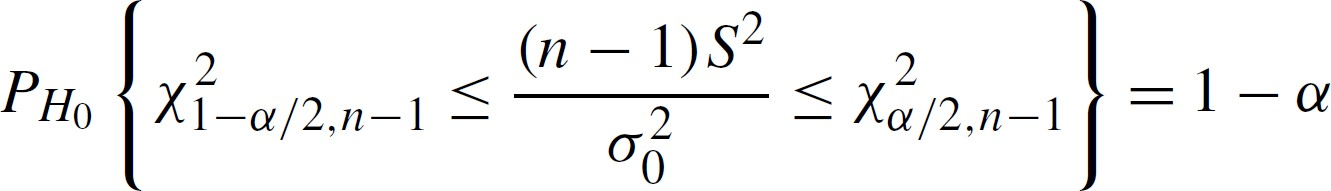 P_{H_0} \left\{ \chi^2_{1-\alpha/2,n-1} \leq \frac{(n-1)S^2}{\sigma_0^2} \leq \chi^2_{\alpha/2,n-1} \right\} = 1 - \alpha